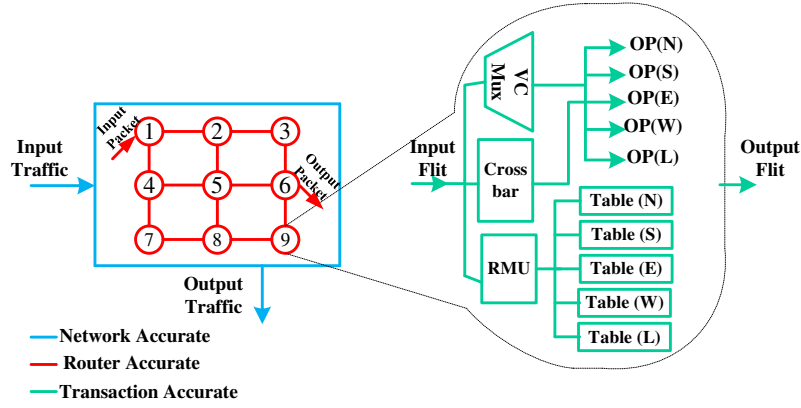 Input
Traffic
Input
Packet
1
2
3
4
5
6
7
8
9
Output
Packet
Output
Traffic
Network Accurate
Router Accurate
Transaction Accurate
Input
Flit
VC
Mux
Cross
bar
RMU
OP(N)
OP(S)
OP(E)
OP(W)
OP(L)
Table (N)
Table (S)
Table (E)
Table (W)
Table (L)
Output
Flit